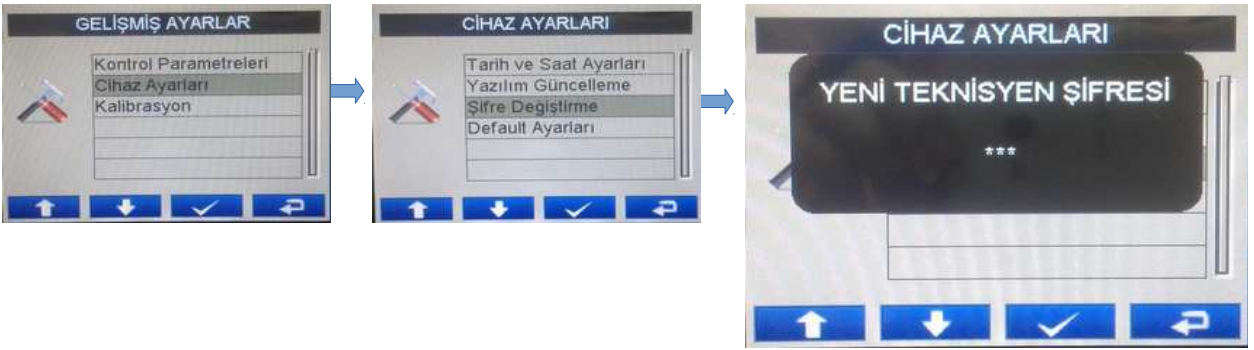 GELİŞMİŞ AYARLAR
Kontrol Parametreleri
Cihaz Ayarları
Kalibrasyon
CİHAZ AYARLARI
Tarih ve Saat Ayarları
Yazılım Güncelleme
Şifre Değiştirme
Default Ayarları
CİHAZ AYARLARI
YENİ TEKNİSYEN ŞİFRESİ
***